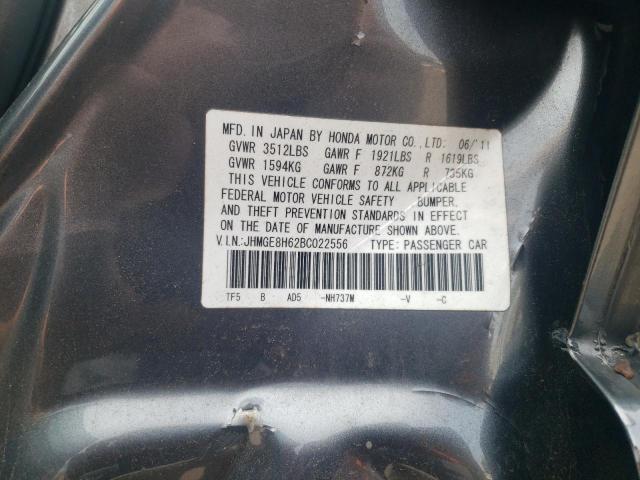 MFD. IN JAPAN BY HONDA MOTOR CO., LTD: 06/11
GVWR 3512LBS GAWR F 1921LBS R 1619LBS
GVWR 1594KG GAWR F 872KG R 735KG
THIS VEHICLE CONFORMS TO ALL APPLICABLE
FEDERAL MOTOR VEHICLE SAFETY, BUMPER,
AND THEFT PREVENTION STANDARDS IN EFFECT
ON THE DATE OF MANUFACTURE SHOWN ABOVE.
V.I.N.:JHMGE8H62BC022556 TYPE: PASSENGER CAR
TF5 B AD5 -NH737M -V -C